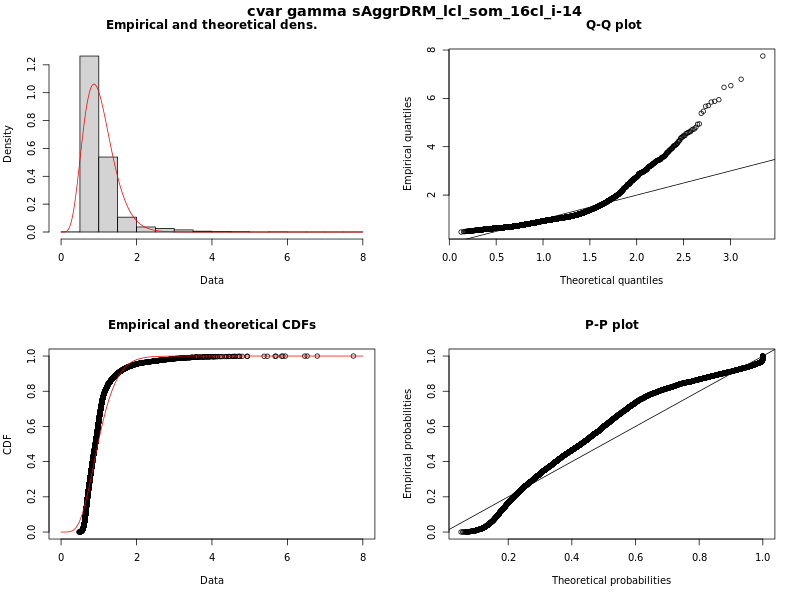 cvar gamma sAggrDRM_lcl_som_16cl_i-14
Empirical and theoretical dens.
Density
0.0 0.2 0.4 0.6 0.8 1.0 1.2
0 2 4 6 8
Data
Q-Q plot
Empirical quantiles
2 4 6 8
0.0 0.5 1.0 1.5 2.0 2.5 3.0
Theoretical quantiles
Empirical and theoretical CDFs
CDF
0.0 0.2 0.4 0.6 0.8 1.0
0 2 4 6 8
Data
P-P plot
Empirical probabilities
0.0 0.2 0.4 0.6 0.8 1.0
0.2 0.4 0.6 0.8 1.0
Theoretical probabilities